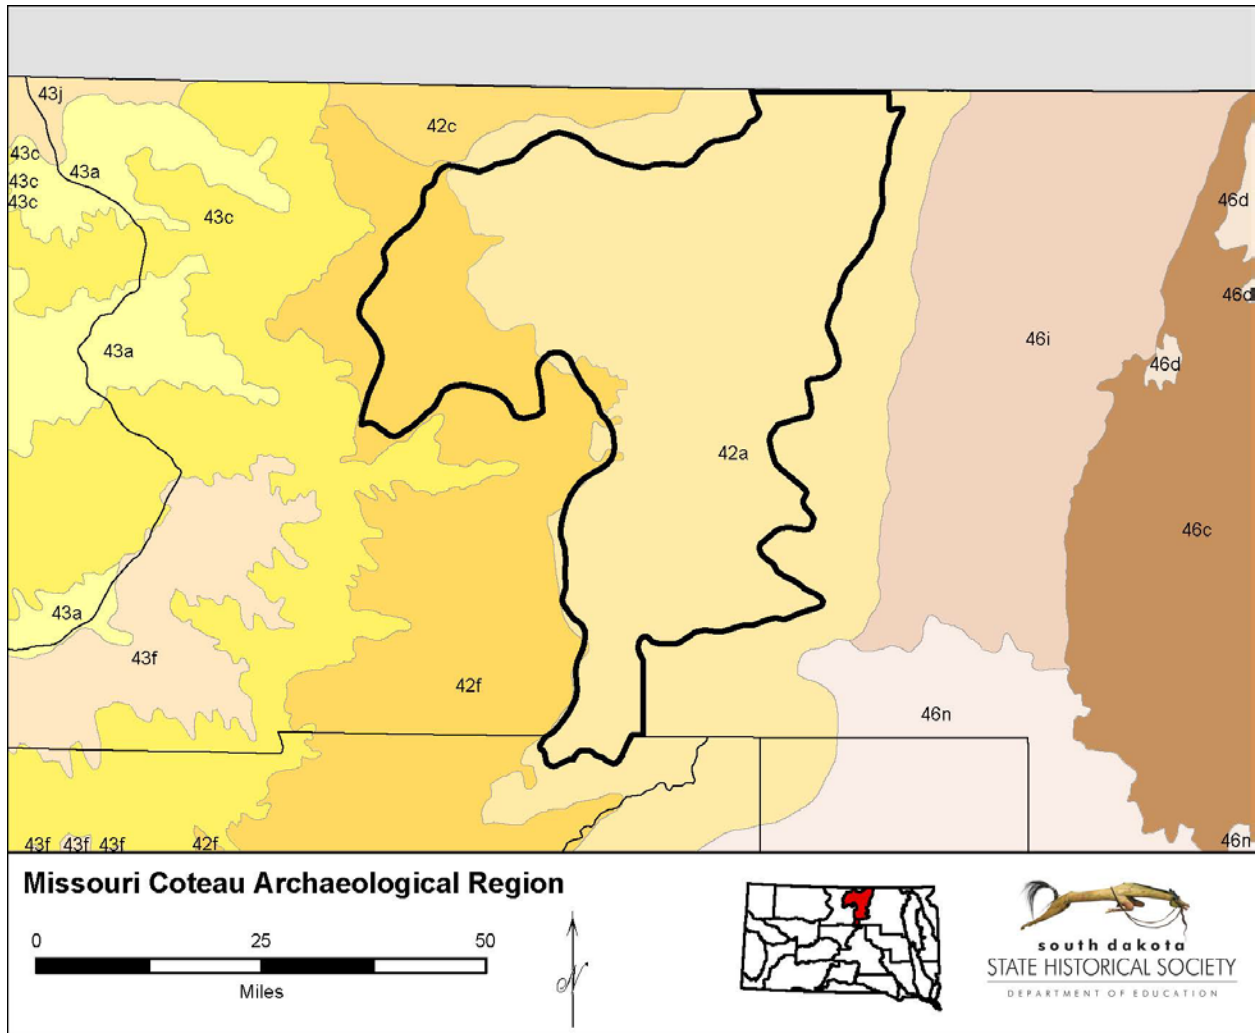 43j
42c
43c
43a
43c
43c
43c
46d
46d
46i
43a
46d
42a
46c
43a
43f
42f
46n
43f
43f
43f
42f
46n
Missouri Coteau Archaeological Region
0
25
50
Miles
N
south dakota
STATE HISTORICAL SOCIETY
DEPARTMENT OF EDUCATION